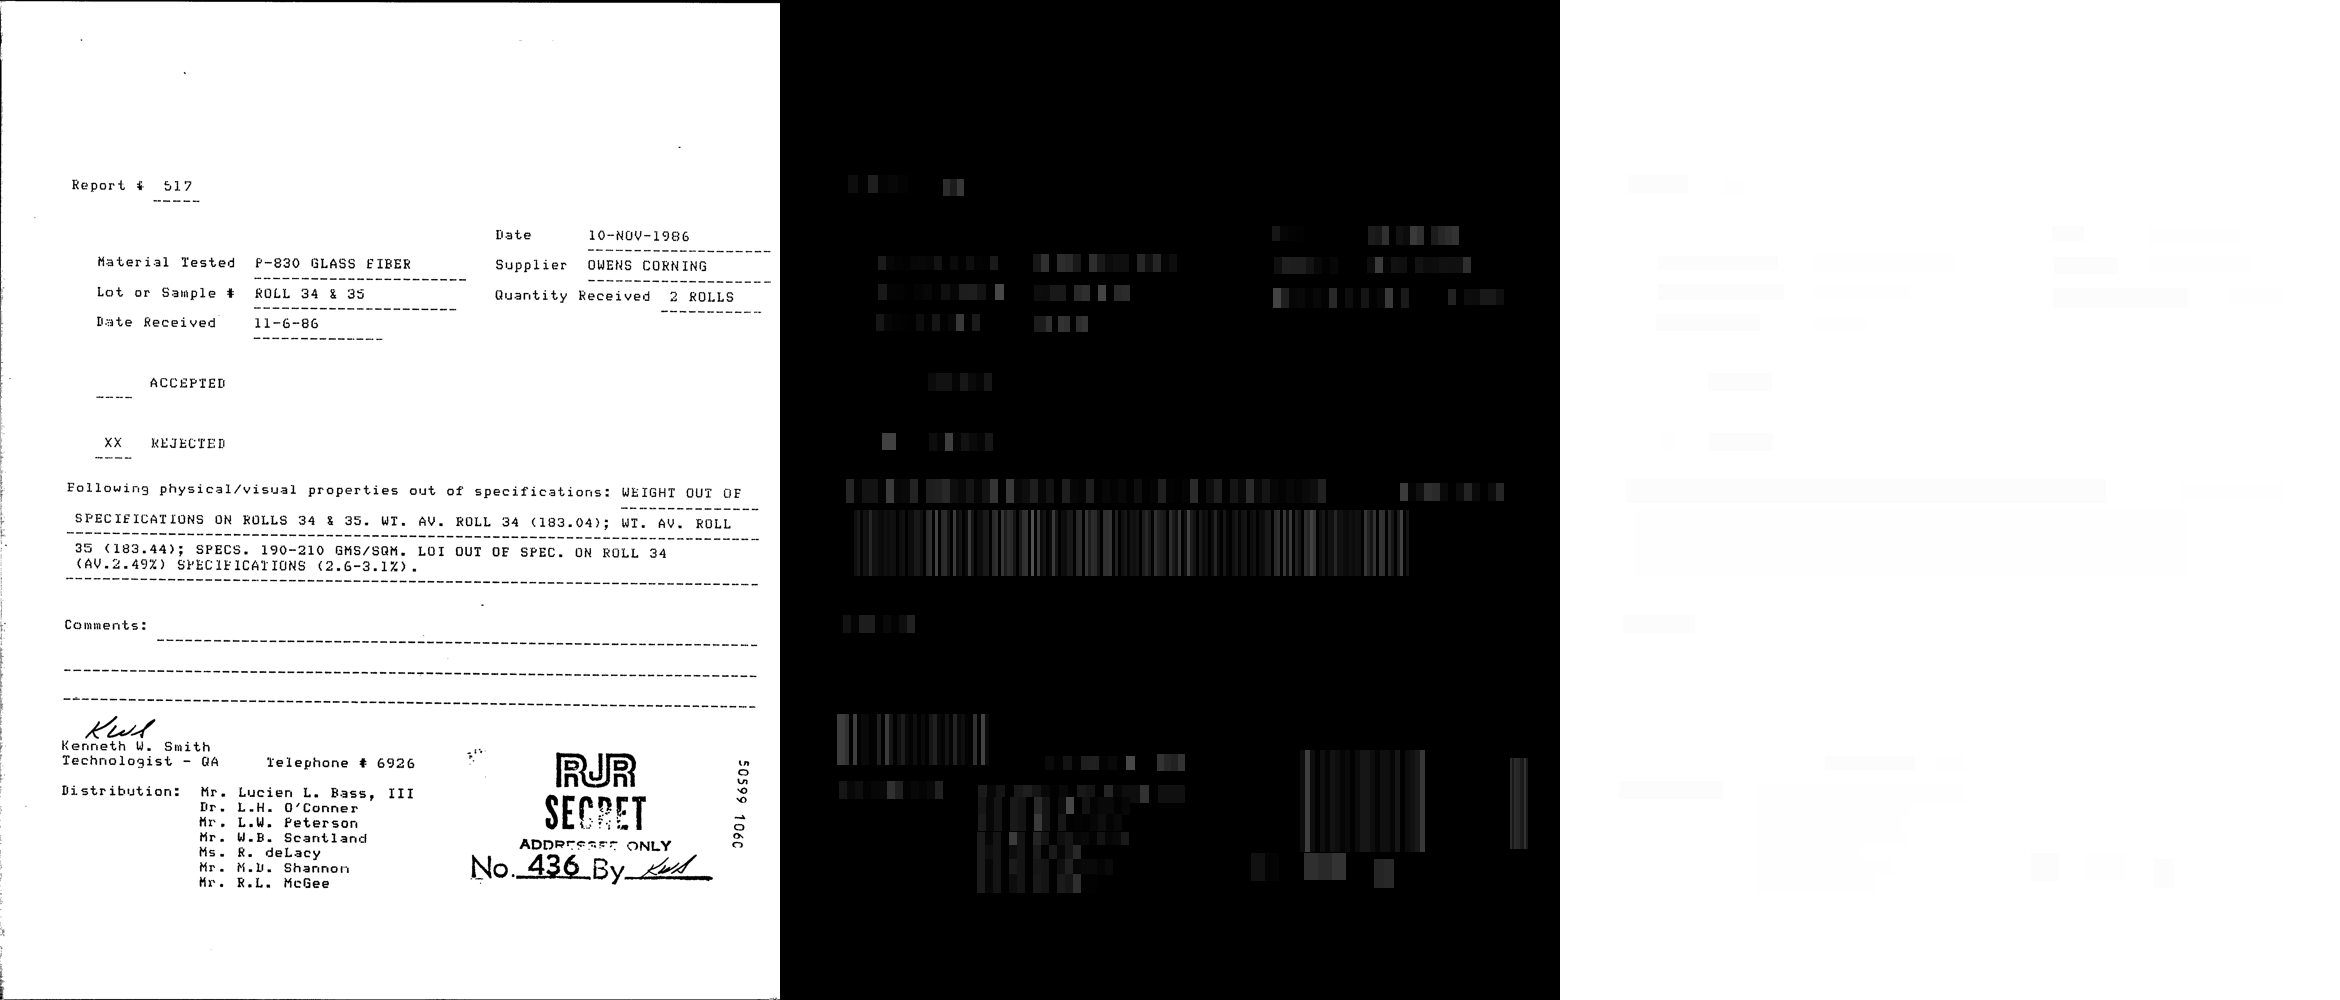 Report # 517
Date 10-NOV-1986
Material Tested P-830 GLASS FIBER Supplier OWENS CORNING
Lot or Sample # ROLL 34 & 35 Quantity Received 2 ROLLS
Date Received 11-6-86
ACCEPTED
XX REJECTED
Following physical/visual properties out of specifications: WEIGHT OUT OF
SPECIFICATIONS ON ROLLS 34 & 35. WT. AV. ROLL 34 (183.04); WT. AV. ROLL
35 (183.44); SPECS. 190-210 GMS/SQM. LOI OUT OF SPEC. ON ROLL 34
(AV.2.49%) SPECIFICATIONS (2.6-3.1%).
Comments:
KWS
Kenneth W. Smith
Technologist - QA Telephone # 6926
Distribution: Mr. Lucien L. Bass, III
Dr. L.H. O'Conner
Mr. L.W. Peterson
Mr. W.B. Scantland
Ms. R. deLacy
Mr. M.D. Shannon
Mr. R.L. McGee
RJR
SECRET
ADDRESSEE ONLY
No. 436 By KWS
50599 1060